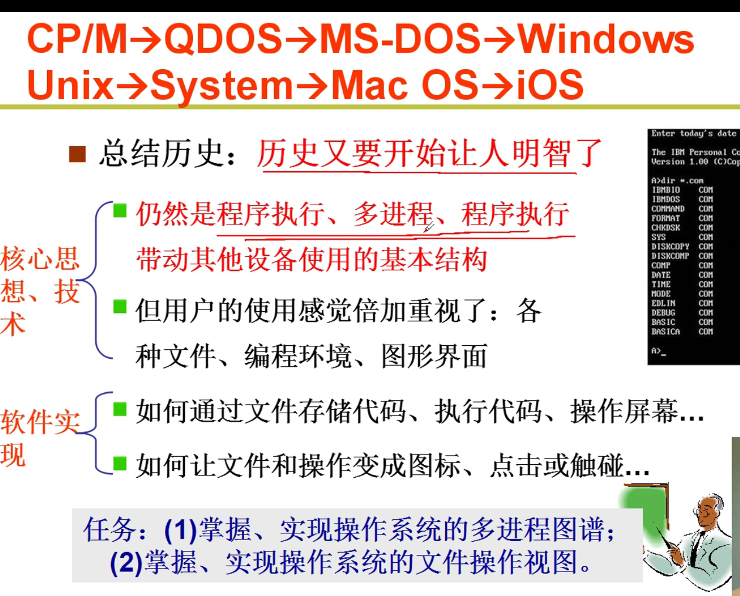 CP/M→QDOS→MS-DOS→Windows
Unix→System→Mac OS→iOS
■ 总结历史：历史又要开始让人明智了
核心思想、技术
仍然是程序执行、多进程、程序执行
带动其他设备使用的基本结构
但用户的使用感觉倍加重视了：各
种文件、编程环境、图形界面
软件实现
如何通过文件存储代码、执行代码、操作屏幕…
如何让文件和操作变成图标、点击或触碰…
任务：(1)掌握、实现操作系统的多进程图谱；
(2)掌握、实现操作系统的文件操作视图。
Enter today's date
The IBM Personal Co
Version 1.00 (C)Cop
A>dir *.com
IBMBIO COM
IBMDOS COM
COMMAND COM
FORMAT COM
CHKDSK COM
SYS COM
DISKCOPY COM
DISKCOMP COM
COMP COM
DATE COM
TIME COM
MODE COM
EDLIN COM
DEBUG COM
BASIC COM
BASICA COM
A>_